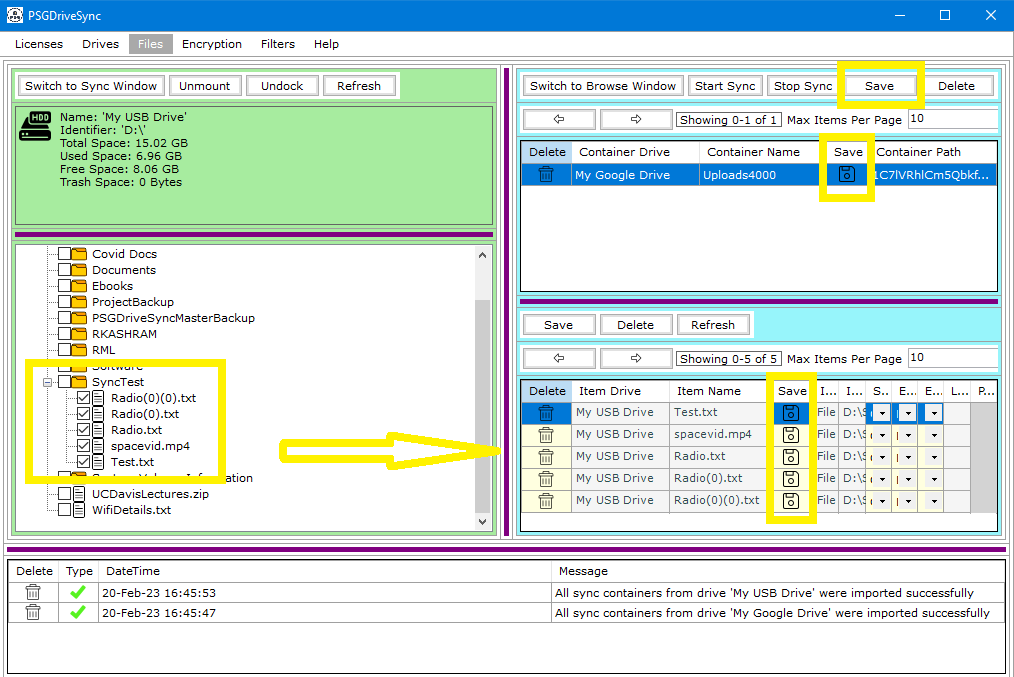 PSGDriveSync
Licenses Drives Files Encryption Filters Help
Switch to Sync Window Unmount Undock Refresh
HDD
Name: 'My USB Drive'
Identifier: 'D:\'
Total Space: 15.02 GB
Used Space: 6.96 GB
Free Space: 8.06 GB
Trash Space: 0 Bytes
Covid Docs
Documents
Ebooks
ProjectBackup
PSGDriveSyncMasterBackup
RKASHRAM
RML
Software
SyncTest
Radio(0)(0).txt
Radio(0).txt
Radio.txt
spacevid.mp4
Test.txt
System Volume Information
UCDavisLectures.zip
WifiDetails.txt
Switch to Browse Window Start Sync Stop Sync Save Delete
Showing 0-1 of 1 Max Items Per Page 10
Delete Container Drive Container Name Save Container Path
My Google Drive Uploads4000 1C7lVRhlCm5Qbkf...
Save Delete Refresh
Showing 0-5 of 5 Max Items Per Page 10
Delete Item Drive Item Name Save I... I... S... E... E... L... P...
My USB Drive Test.txt File D:\S
My USB Drive spacevid.mp4 File D:\S
My USB Drive Radio.txt File D:\S
My USB Drive Radio(0).txt File D:\S
My USB Drive Radio(0)(0).txt File D:\S
Delete Type DateTime Message
20-Feb-23 16:45:53 All sync containers from drive 'My USB Drive' were imported successfully
20-Feb-23 16:45:47 All sync containers from drive 'My Google Drive' were imported successfully